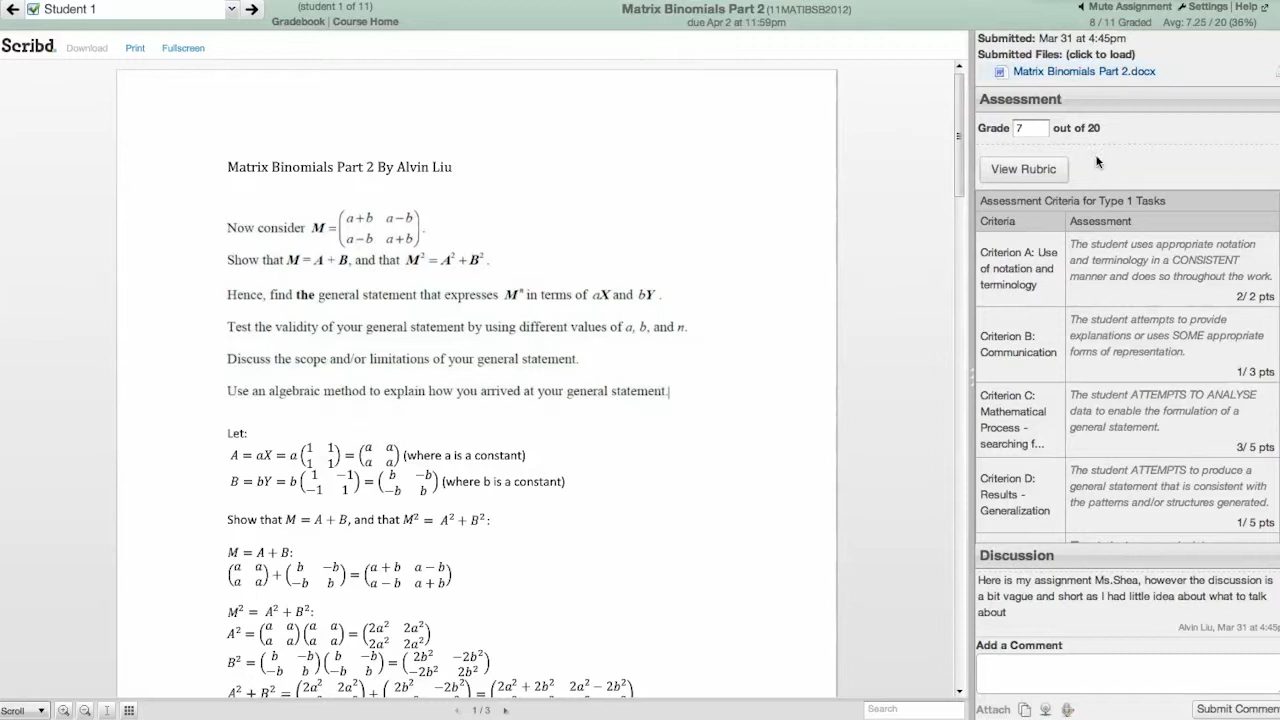 Student 1
(student 1 of 11)
Gradebook | Course Home
Matrix Binomials Part 2 (11MATIBSB2012)
due Apr 2 at 11:59pm
Mute Assignment Settings | Help
8 / 11 Graded Avg: 7.25 / 20 (36%)
Scribd. Download Print Fullscreen
Matrix Binomials Part 2 By Alvin Liu
Now consider M = (a+b a−b
a−b a+b).
Show that M = A + B, and that M² = A² + B².
Hence, find the general statement that expresses Mⁿ in terms of aX and bY .
Test the validity of your general statement by using different values of a, b, and n.
Discuss the scope and/or limitations of your general statement.
Use an algebraic method to explain how you arrived at your general statement.
Let:
A = aX = a (1 1
1 1) = (a a
a a) (where a is a constant)
B = bY = b (1 −1
−1 1) = (b −b
−b b) (where b is a constant)
Show that M = A + B, and that M² = A² + B²:
M = A + B:
(a a
a a) + (b −b
−b b) = (a + b a − b
a − b a + b)
M² = A² + B²:
A² = (a a
a a)(a a
a a) = (2a² 2a²
2a² 2a²)
B² = (b −b
−b b)(b −b
−b b) = (2b² −2b²
−2b² 2b²)
A² + B² = (2a² 2a²) + (2b² −2b²) = (2a² + 2b² 2a² − 2b²)
Submitted: Mar 31 at 4:45pm
Submitted Files: (click to load)
Matrix Binomials Part 2.docx
Assessment
Grade 7 out of 20
View Rubric
Assessment Criteria for Type 1 Tasks
Criteria Assessment
Criterion A: Use
of notation and
terminology
The student uses appropriate notation
and terminology in a CONSISTENT
manner and does so throughout the work.
2/ 2 pts
Criterion B:
Communication
The student attempts to provide
explanations or uses SOME appropriate
forms of representation.
1/ 3 pts
Criterion C:
Mathematical
Process -
searching f...
The student ATTEMPTS TO ANALYSE
data to enable the formulation of a
general statement.
3/ 5 pts
Criterion D:
Results -
Generalization
The student ATTEMPTS to produce a
general statement that is consistent with
the patterns and/or structures generated.
1/ 5 pts
Discussion
Here is my assignment Ms.Shea, however the discussion is
a bit vague and short as I had little idea about what to talk
about
Alvin Liu, Mar 31 at 4:45p
Add a Comment
Attach
Submit Commen
Scroll
1 / 3
Search